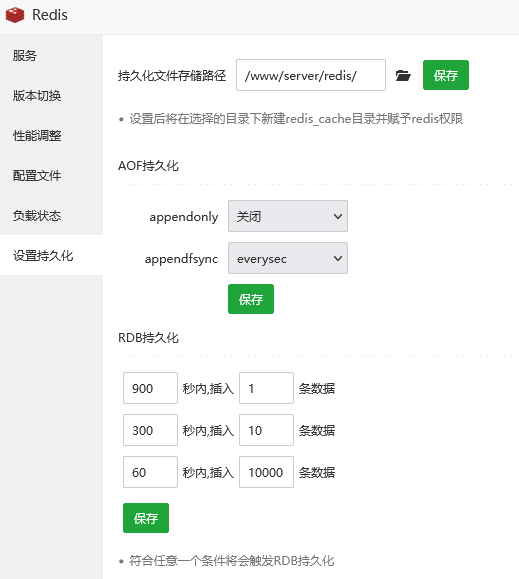 Redis
服务
版本切换
性能调整
配置文件
负载状态
设置持久化
持久化文件存储路径 /www/server/redis/ 保存
• 设置后将在选择的目录下新建redis_cache目录并赋予redis权限
AOF持久化
appendonly 关闭
appendfsync everysec
保存
RDB持久化
900 秒内,插入 1 条数据
300 秒内,插入 10 条数据
60 秒内,插入 10000 条数据
保存
• 符合任意一个条件将会触发RDB持久化